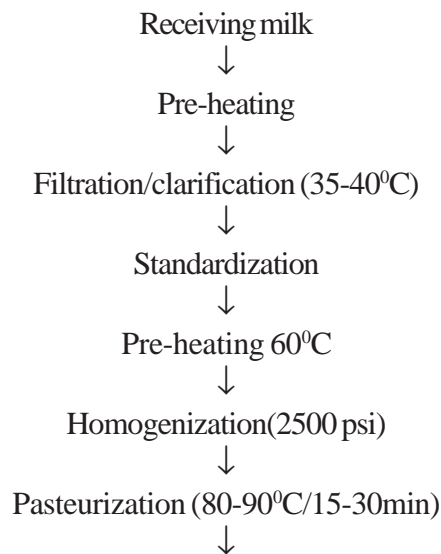 Receiving milk
↓
Pre-heating
↓
Filtration/clarification (35-40⁰C)
↓
Standardization
↓
Pre-heating 60⁰C
↓
Homogenization(2500 psi)
↓
Pasteurization (80-90⁰C/15-30min)
↓